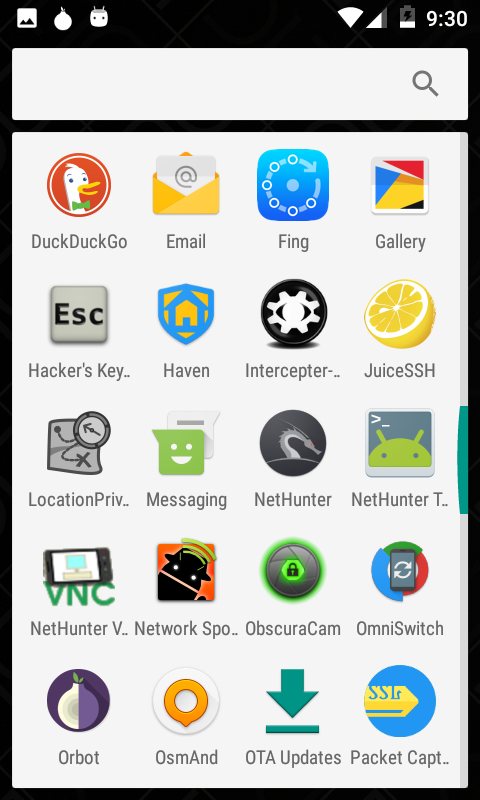 9:30
DuckDuckGo
Email
Fing
Gallery
Esc
Hacker's Key..
Haven
Intercepter-..
JuiceSSH
LocationPriv..
Messaging
NetHunter
>_
NetHunter T..
VNC
NetHunter V..
Network Spo..
ObscuraCam
OmniSwitch
SSL
Orbot
OsmAnd
OTA Updates
Packet Capt..